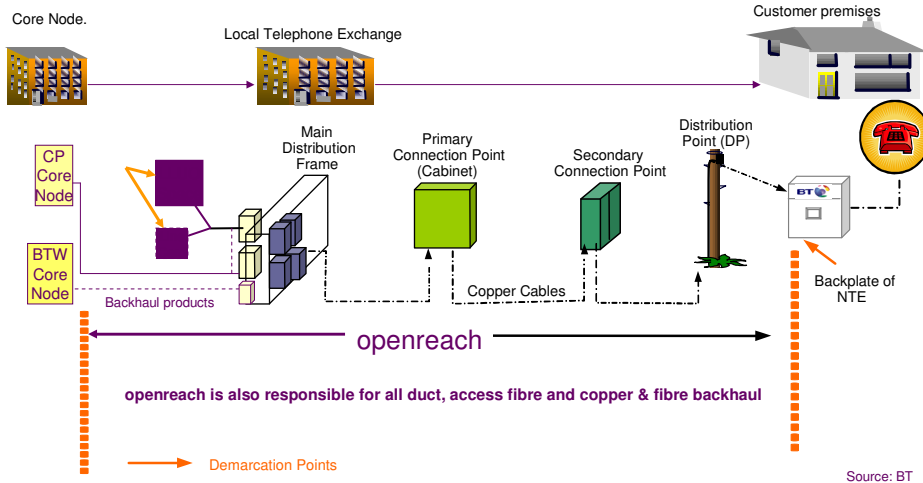 Core Node.
Local Telephone Exchange
Customer premises
CP
Core
Node
Main
Distribution
Frame
Primary
Connection Point
(Cabinet)
Secondary
Connection Point
Distribution
Point (DP)
BT
BTW
Core
Node
Backhaul products
Copper Cables
Backplate of
NTE
openreach
openreach is also responsible for all duct, access fibre and copper & fibre backhaul
Demarcation Points
Source: BT